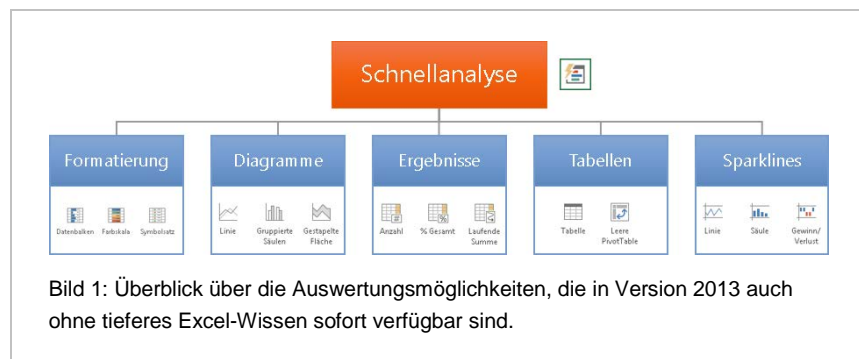 Schnellanalyse
Formatierung
Diagramme
Ergebnisse
Tabellen
Sparklines
Datenbalken Farbskala Symbolsatz
Linie Gruppierte Säulen Gestapelte Fläche
Anzahl % Gesamt Laufende Summe
Tabelle Leere PivotTable
Linie Säule Gewinn/ Verlust
Bild 1: Überblick über die Auswertungsmöglichkeiten, die in Version 2013 auch
ohne tieferes Excel-Wissen sofort verfügbar sind.